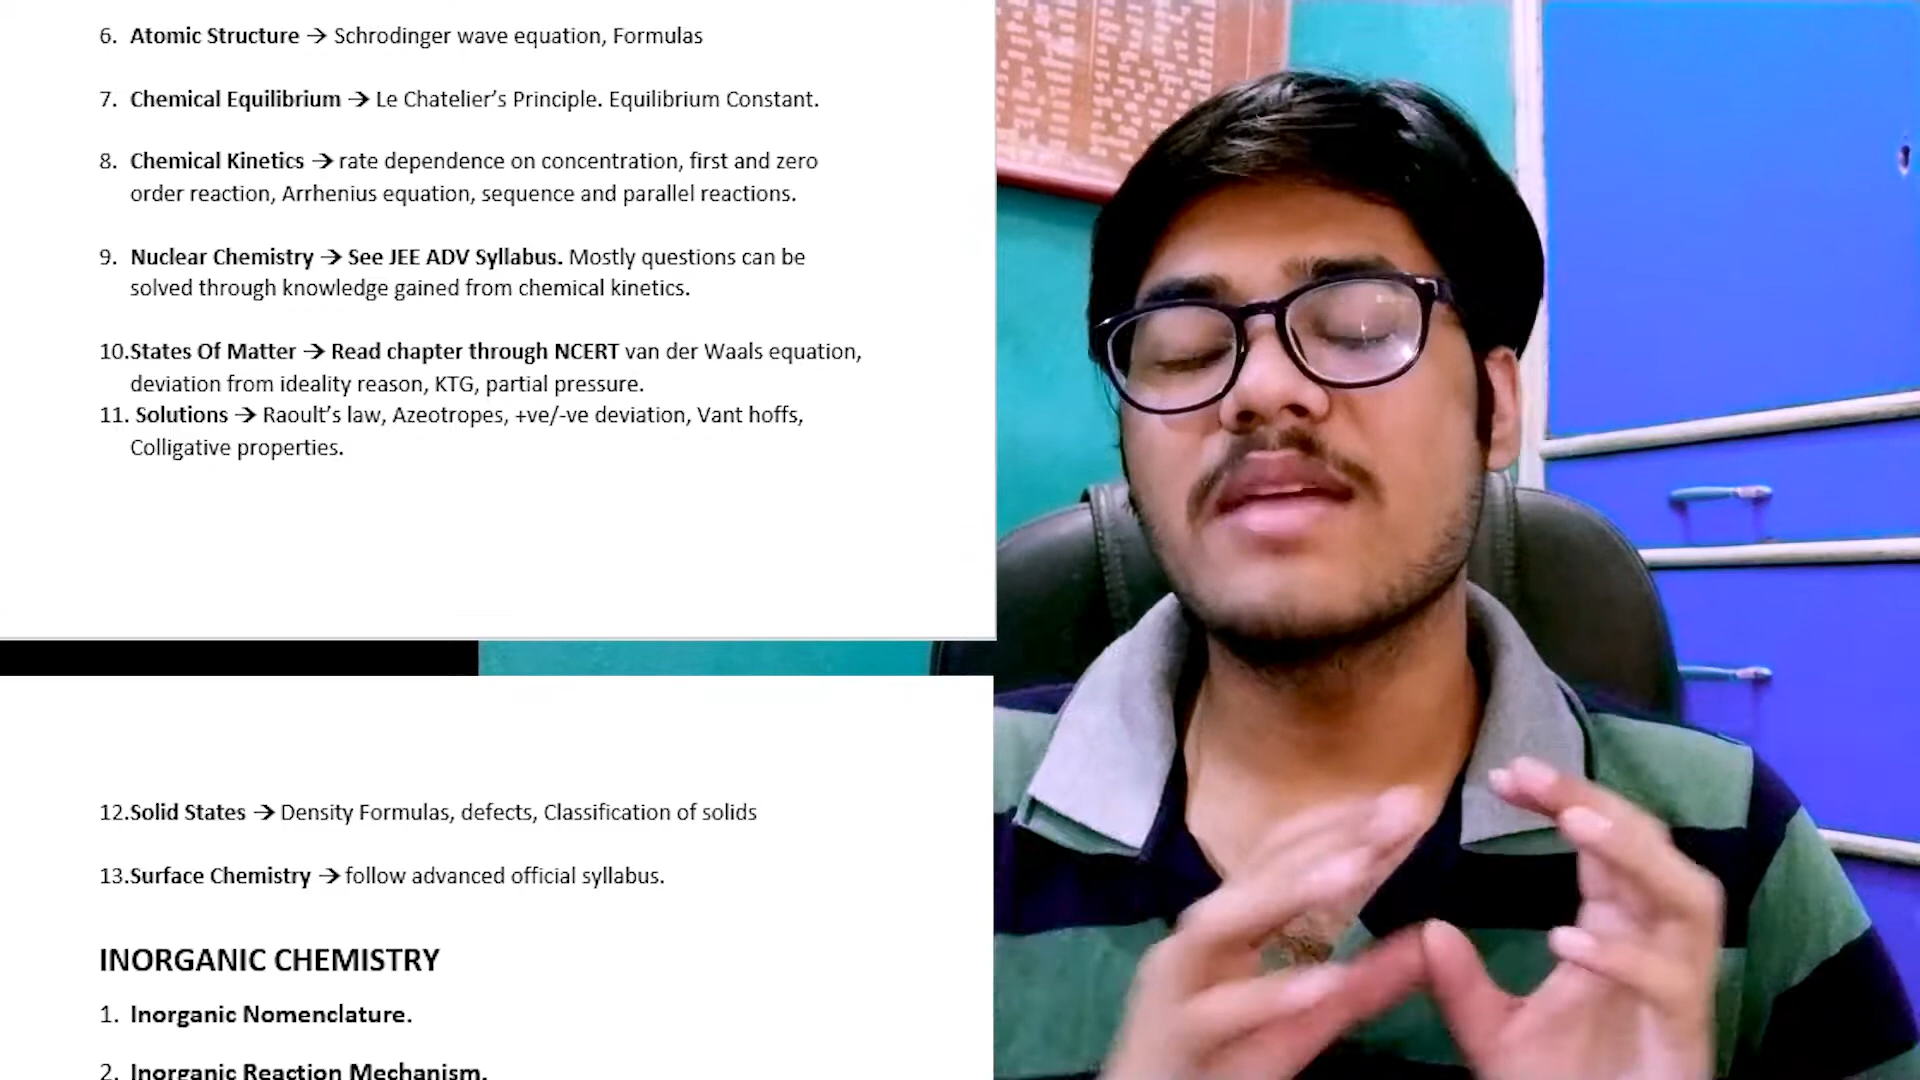 6. Atomic Structure → Schrodinger wave equation, Formulas
7. Chemical Equilibrium → Le Chatelier's Principle. Equilibrium Constant.
8. Chemical Kinetics → rate dependence on concentration, first and zero
order reaction, Arrhenius equation, sequence and parallel reactions.
9. Nuclear Chemistry → See JEE ADV Syllabus. Mostly questions can be
solved through knowledge gained from chemical kinetics.
10.States Of Matter → Read chapter through NCERT van der Waals equation,
deviation from ideality reason, KTG, partial pressure.
11. Solutions → Raoult's law, Azeotropes, +ve/-ve deviation, Vant hoffs,
Colligative properties.
12.Solid States → Density Formulas, defects, Classification of solids
13.Surface Chemistry → follow advanced official syllabus.
INORGANIC CHEMISTRY
1. Inorganic Nomenclature.
2. Inorganic Reaction Mechanism.